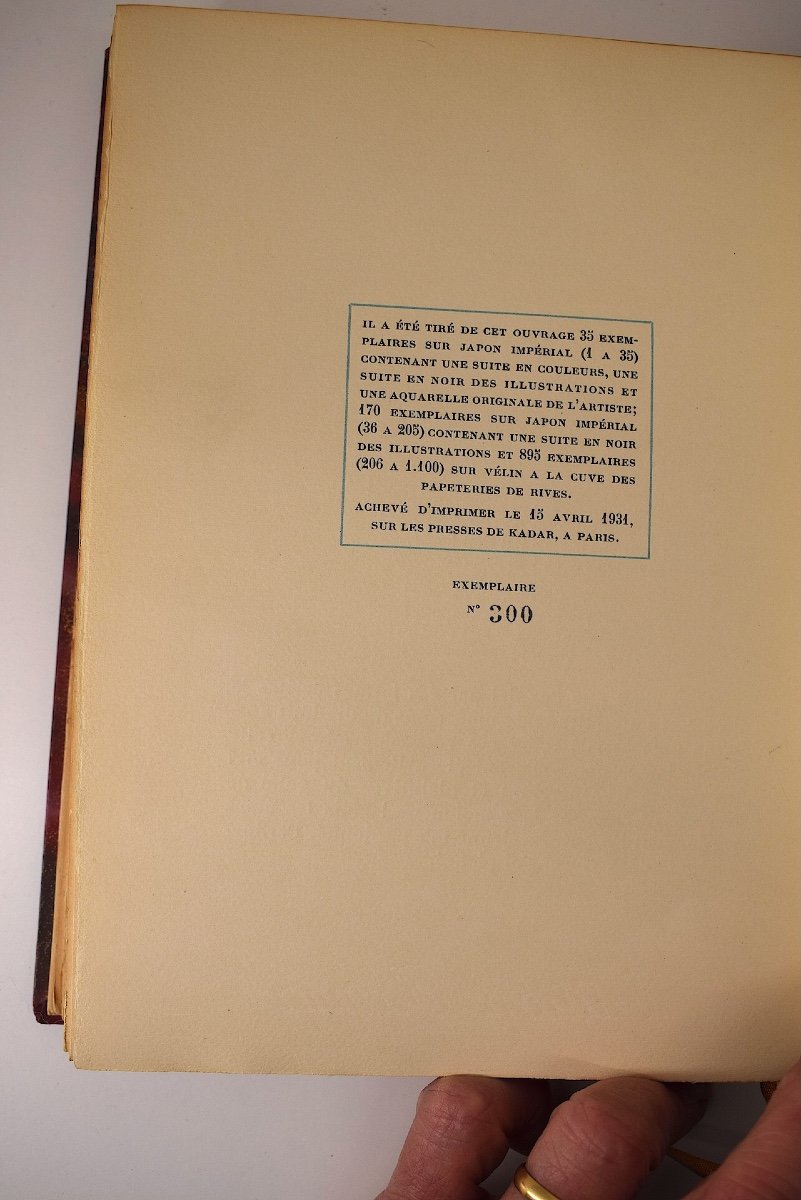 IL A ÉTÉ TIRÉ DE CET OUVRAGE 35 EXEM-
PLAIRES SUR JAPON IMPÉRIAL (1 A 35)
CONTENANT UNE SUITE EN COULEURS, UNE
SUITE EN NOIR DES ILLUSTRATIONS ET
UNE AQUARELLE ORIGINALE DE L'ARTISTE;
170 EXEMPLAIRES SUR JAPON IMPÉRIAL
(36 A 205) CONTENANT UNE SUITE EN NOIR
DES ILLUSTRATIONS ET 895 EXEMPLAIRES
(206 A 1.100) SUR VÉLIN A LA CUVE DES
PAPETERIES DE RIVES.
ACHEVÉ D'IMPRIMER LE 15 AVRIL 1931,
SUR LES PRESSES DE KADAR, A PARIS.
EXEMPLAIRE
N° 300